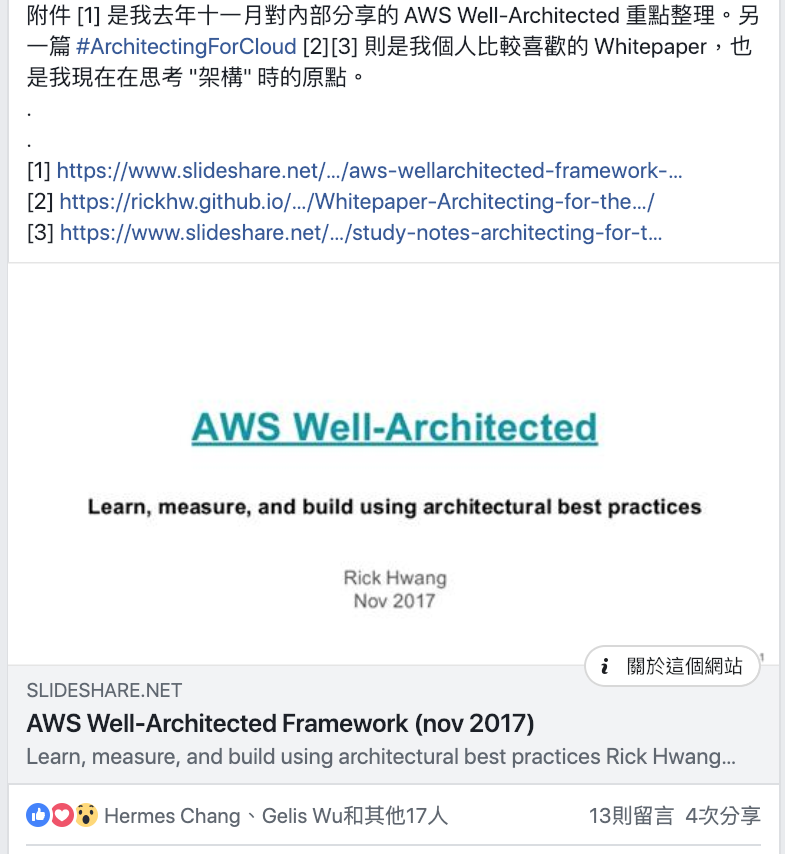 附件 [1] 是我去年十一月對內部分享的 AWS Well-Architected 重點整理。另
一篇 #ArchitectingForCloud [2][3] 則是我個人比較喜歡的 Whitepaper，也
是我現在在思考 "架構" 時的原點。
.
.
[1] https://www.slideshare.net/.../aws-wellarchitected-framework-...
[2] https://rickhw.github.io/.../Whitepaper-Architecting-for-the.../
[3] https://www.slideshare.net/.../study-notes-architecting-for-t...
AWS Well-Architected
Learn, measure, and build using architectural best practices
Rick Hwang
Nov 2017
1
i 關於這個網站
SLIDESHARE.NET
AWS Well-Architected Framework (nov 2017)
Learn, measure, and build using architectural best practices Rick Hwang...
Hermes Chang、Gelis Wu和其他17人 13則留言 4次分享